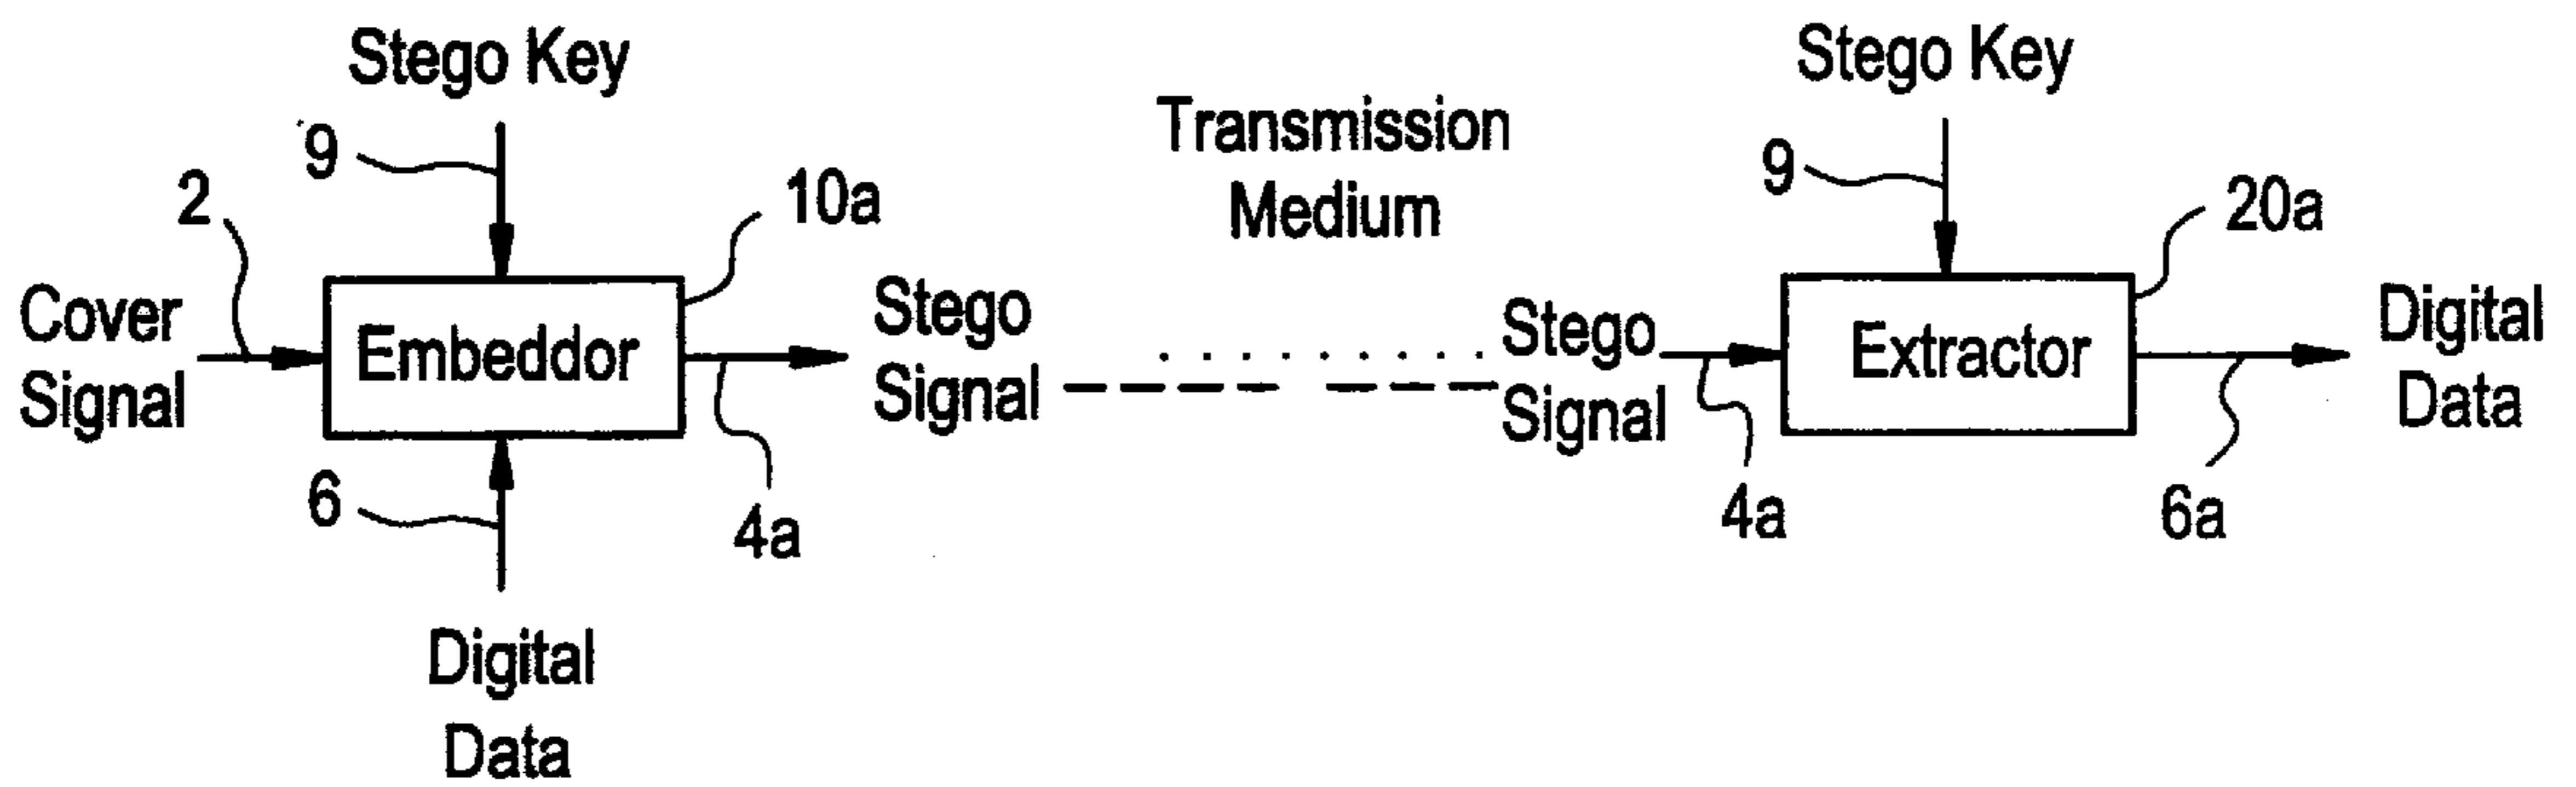 Stego Key
9
2
10a
Cover
Signal
Embeddor
Stego
Signal
4a
6
Digital
Data
Transmission
Medium
Stego Key
9
20a
Stego
Signal
Extractor
Digital
Data
4a
6a